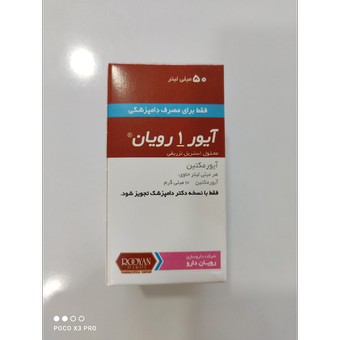 ۵۰ میلی لیتر
فقط برای مصرف دامپزشکی
آیور ۱ رویان®
محلول استریل تزریقی
آیورمکتین
هر میلی لیتر حاوی:
آیورمکتین ۱۰ میلی گرم
فقط با نسخه دکتر دامپزشک تجویز شود.
ROOYAN
DAROU
شرکت داروسازی
رویان دارو
POCO X3 PRO